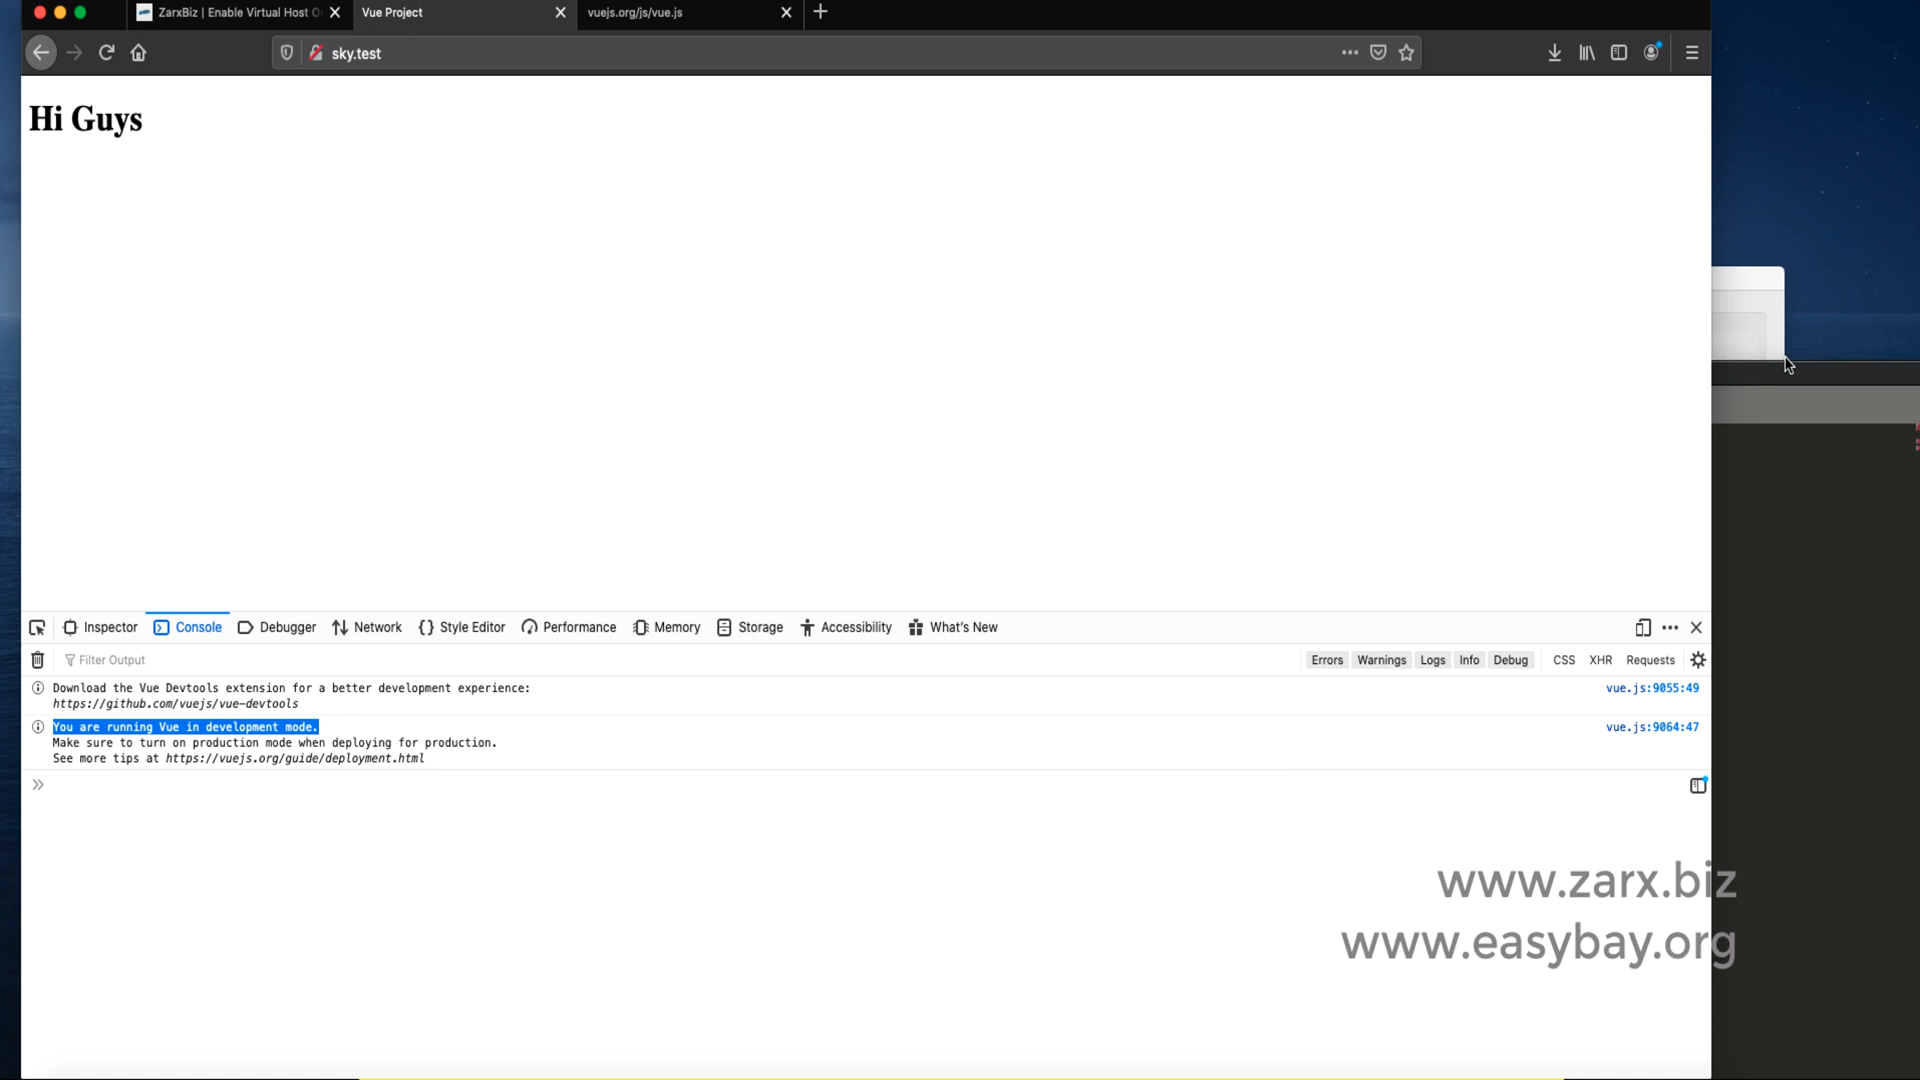 ZarxBiz | Enable Virtual Host O
Vue Project
vuejs.org/js/vue.js
sky.test
Hi Guys
Inspector Console Debugger Network {} Style Editor Performance Memory Storage Accessibility What's New
Filter Output Errors Warnings Logs Info Debug CSS XHR Requests
Download the Vue Devtools extension for a better development experience: vue.js:9055:49
https://github.com/vuejs/vue-devtools
You are running Vue in development mode. vue.js:9064:47
Make sure to turn on production mode when deploying for production.
See more tips at https://vuejs.org/guide/deployment.html
»
www.zarx.biz
www.easybay.org